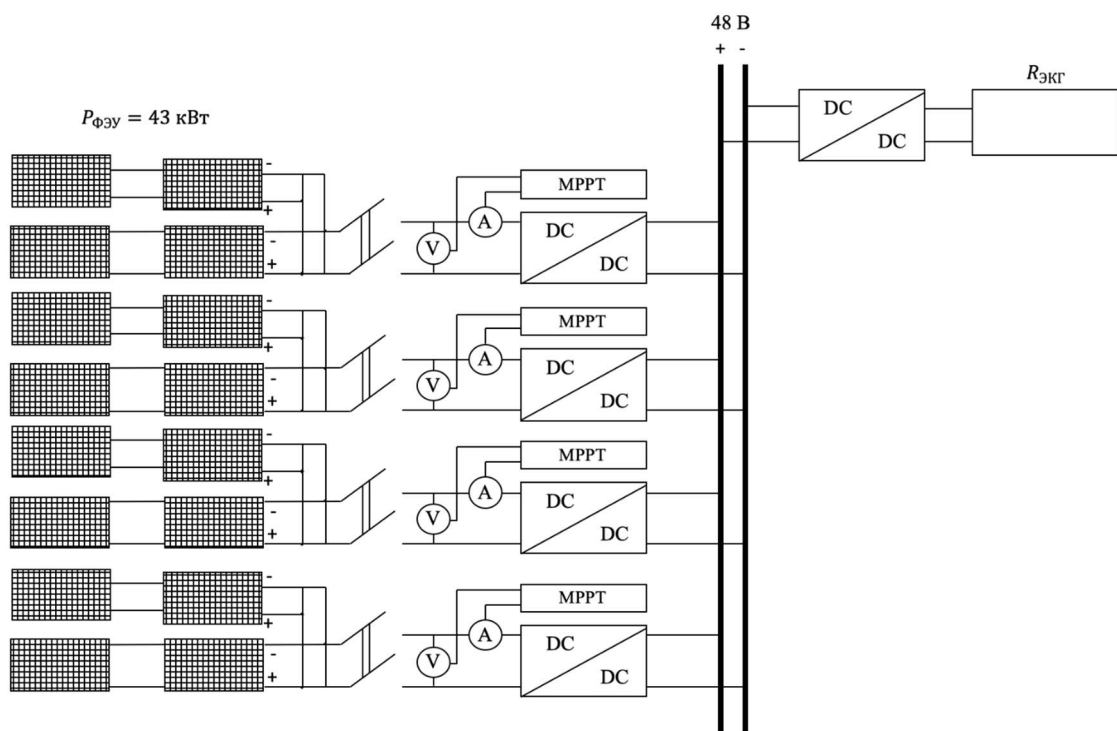 48 В
+ -
R_ЭКГ
P_ФЭУ = 43 кВт
DC
DC
-
+
-
+
MPPT
A
V
DC
DC
-
+
-
+
MPPT
A
V
DC
DC
-
+
-
+
MPPT
A
V
DC
DC
-
+
-
+
MPPT
A
V
DC
DC